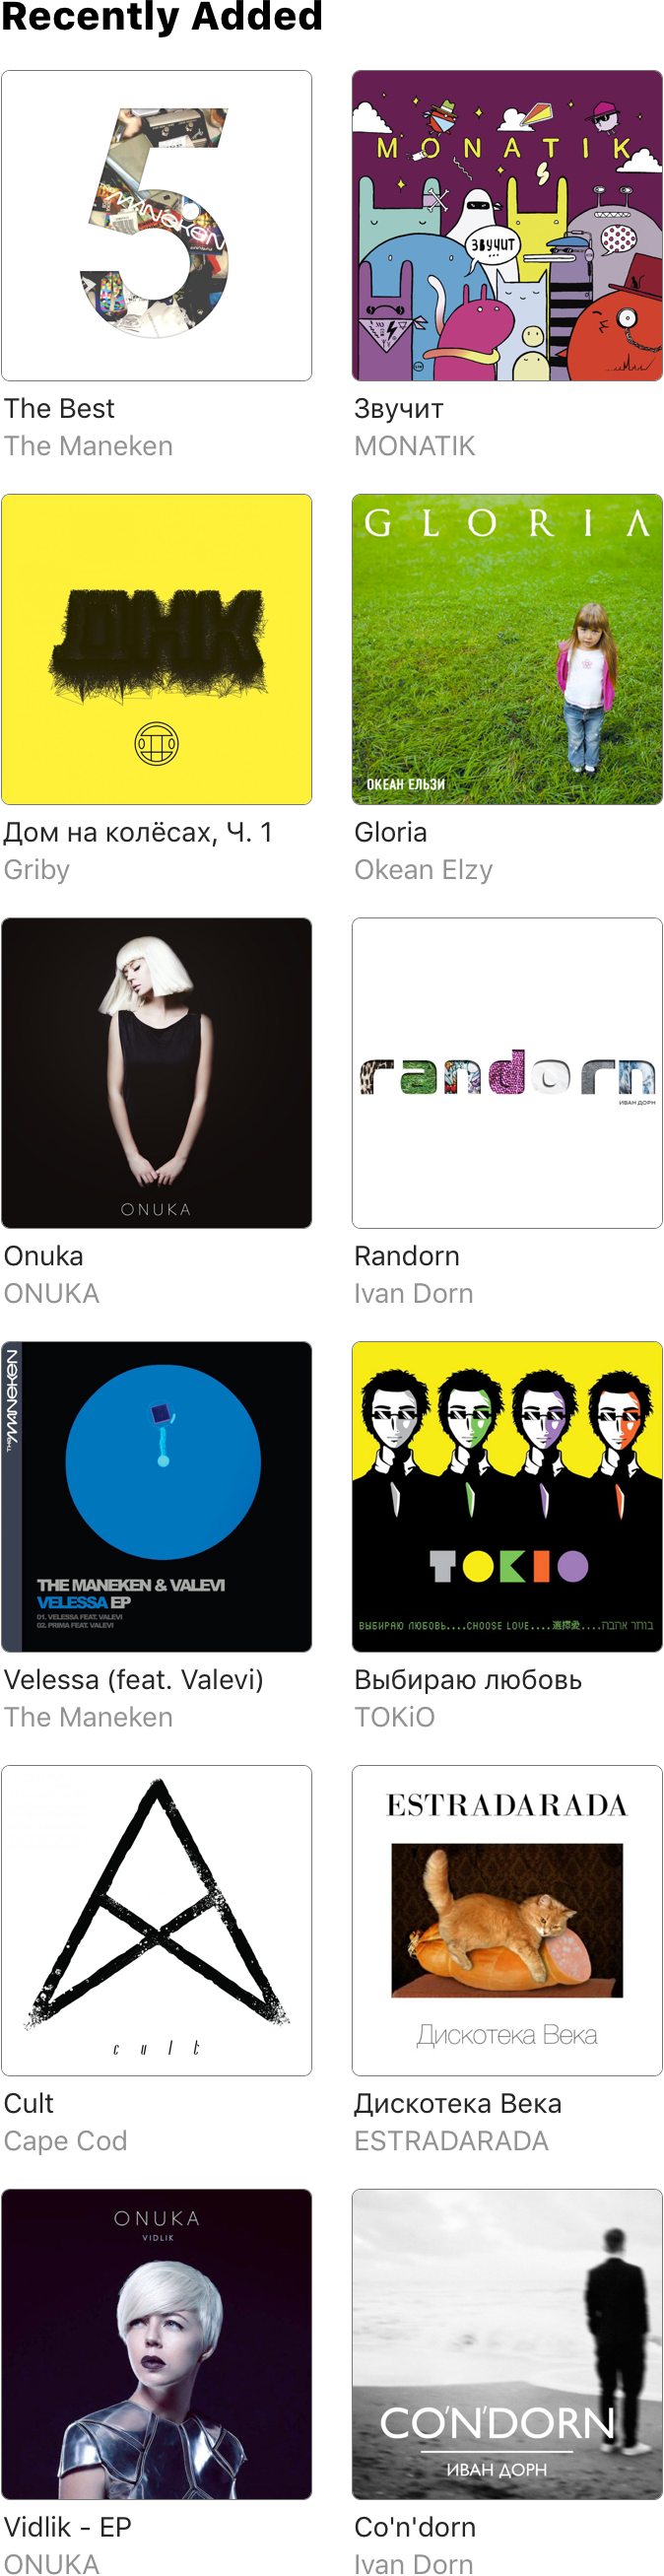 Recently Added
MANEKEN
MONATIK
ЗВУЧИТ
...
The Best
The Maneken
Звучит
MONATIK
ДНК
GLORIA
ОКЕАН ЕЛЬЗИ
Дом на колёсах, Ч. 1
Griby
Gloria
Okean Elzy
ONUKA
randorn
ИВАН ДОРН
Onuka
ONUKA
Randorn
Ivan Dorn
THE MANEKEN
THE MANEKEN & VALEVI
VELESSA EP
01. VELESSA FEAT. VALEVI
02. PRIMA FEAT. VALEVI
TOKIO
ВЫБИРАЮ ЛЮБОВЬ....CHOOSE LOVE....選擇愛....בוחר אהבה
Velessa (feat. Valevi)
The Maneken
Выбираю любовь
TOKiO
cult
ESTRADARADA
Дискотека Века
Cult
Cape Cod
Дискотека Века
ESTRADARADA
ONUKA
VIDLIK
CO'N'DORN
ИВАН ДОРН
Vidlik - EP
ONUKA
Co'n'dorn
Ivan Dorn